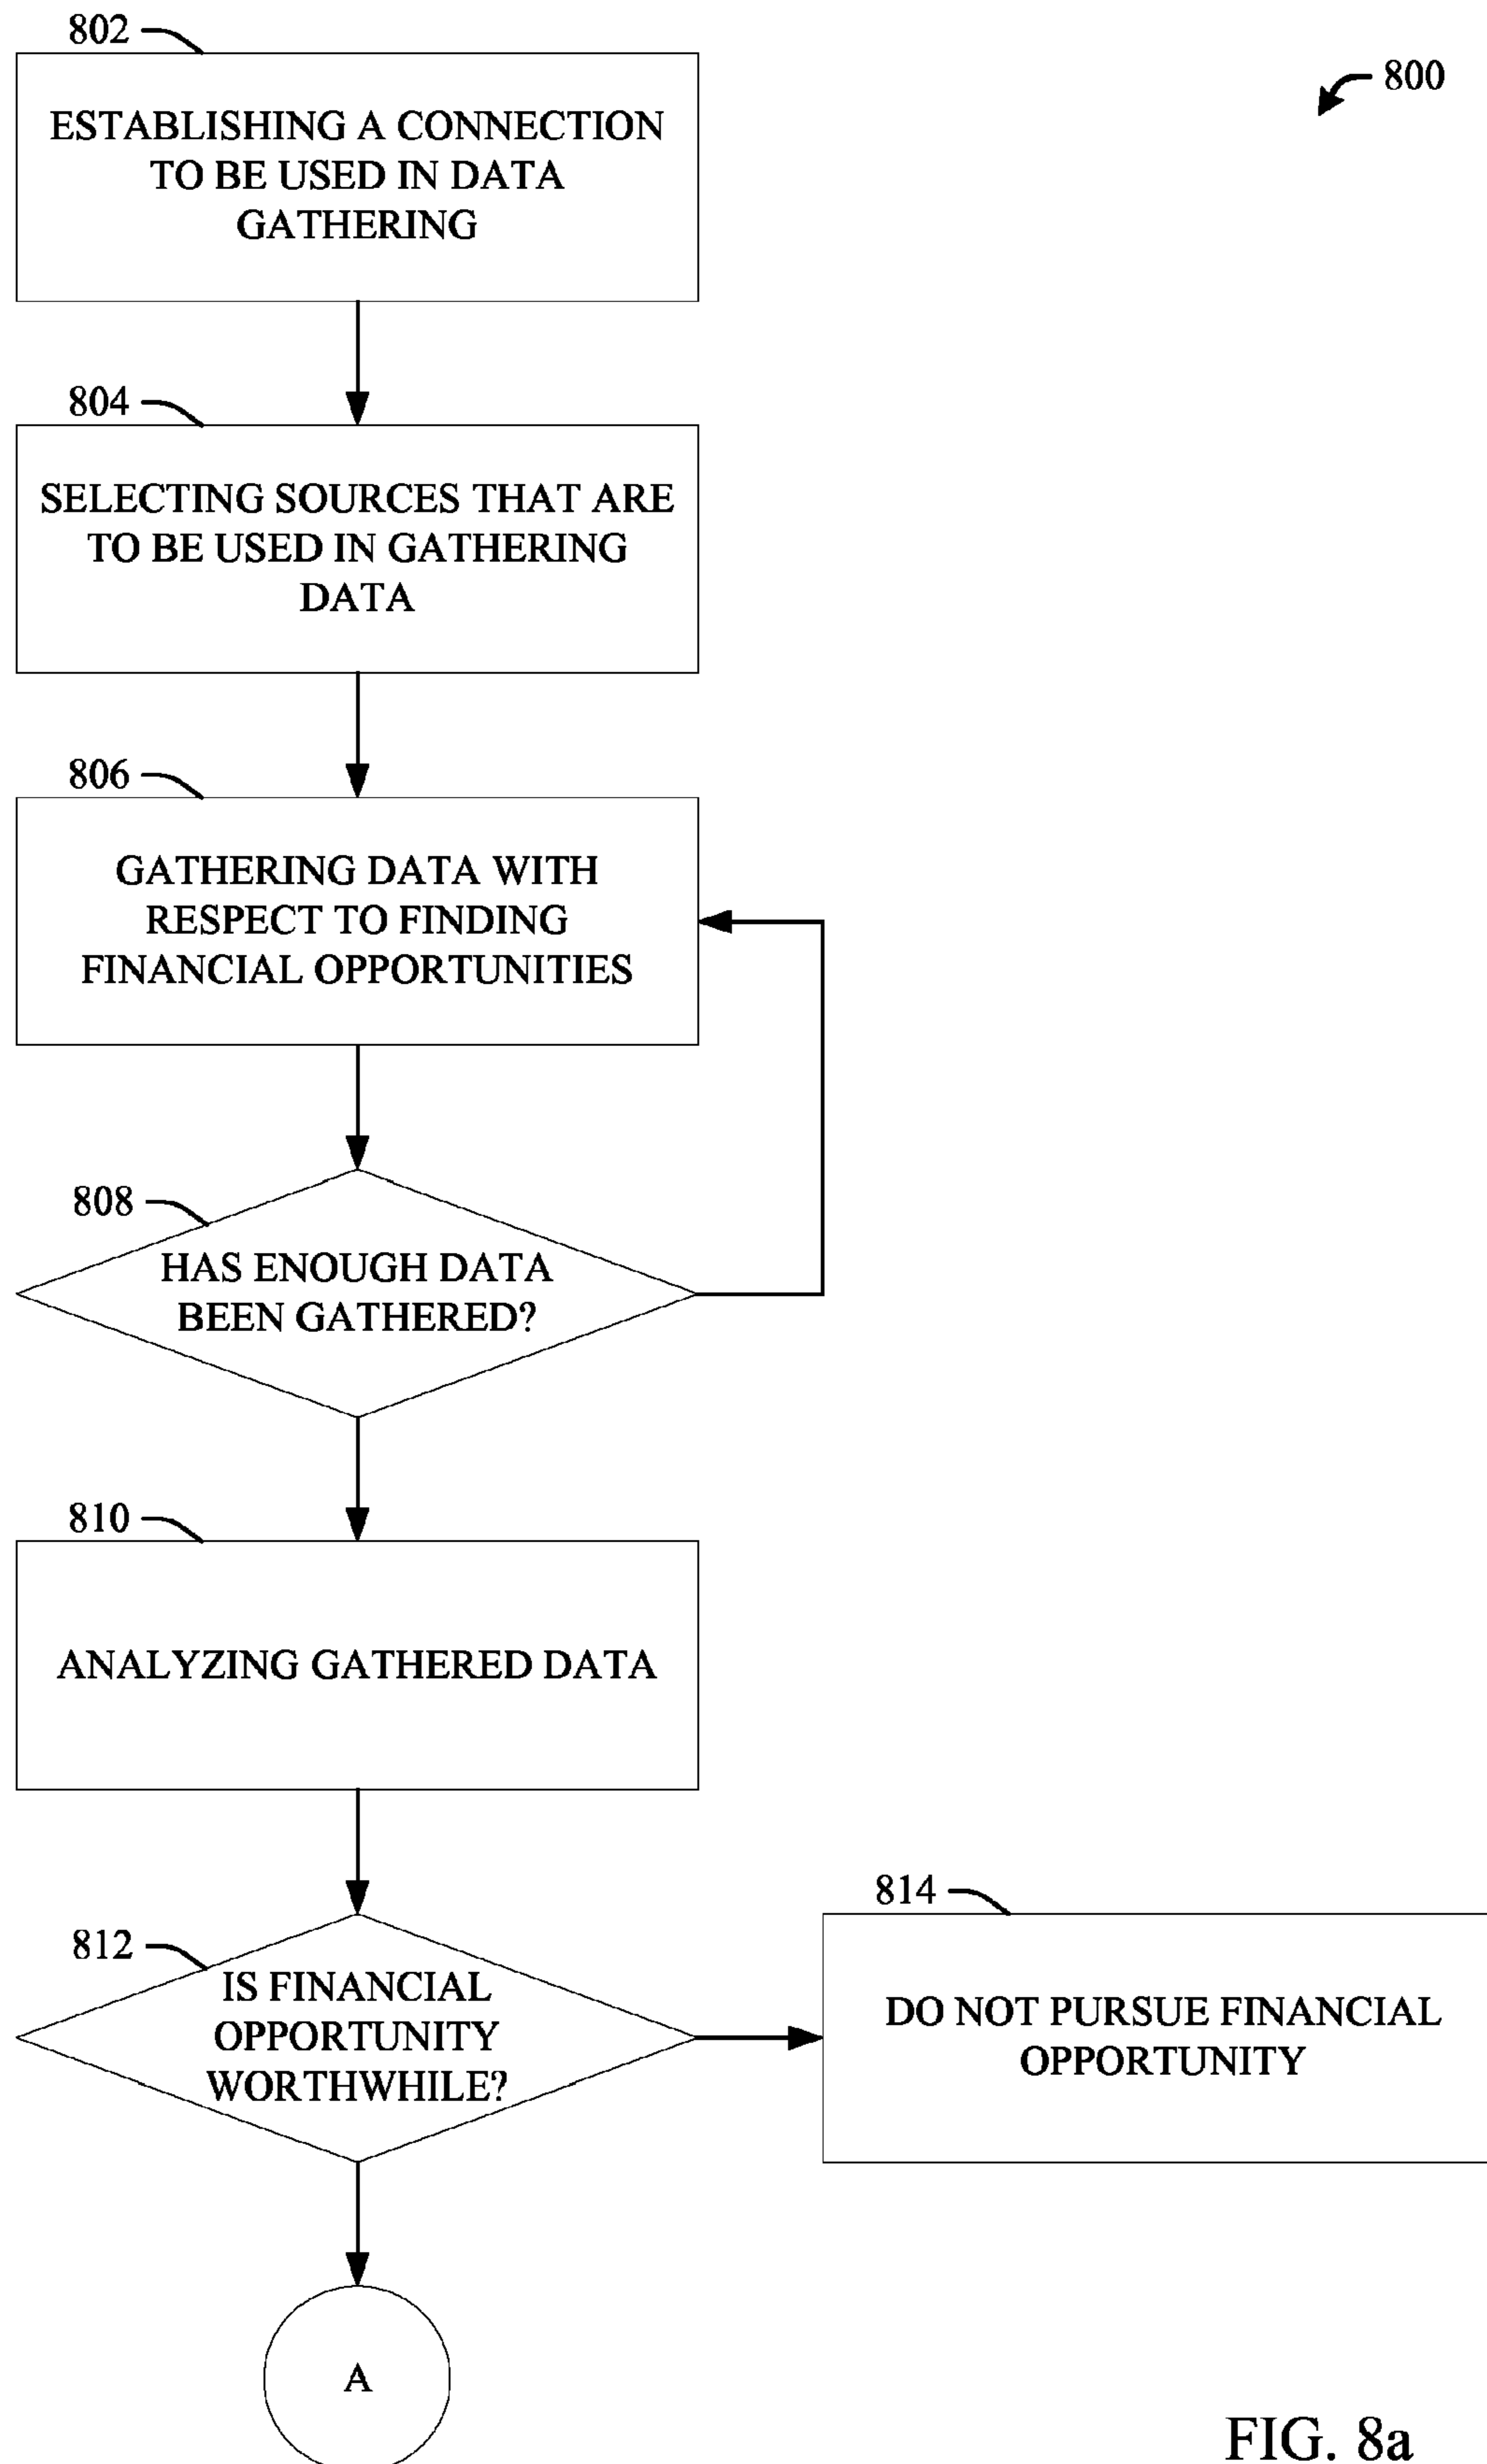 802
800
ESTABLISHING A CONNECTION
TO BE USED IN DATA
GATHERING
804
SELECTING SOURCES THAT ARE
TO BE USED IN GATHERING
DATA
806
GATHERING DATA WITH
RESPECT TO FINDING
FINANCIAL OPPORTUNITIES
808
HAS ENOUGH DATA
BEEN GATHERED?
810
ANALYZING GATHERED DATA
812
IS FINANCIAL
OPPORTUNITY
WORTHWHILE?
814
DO NOT PURSUE FINANCIAL
OPPORTUNITY
A
FIG. 8a